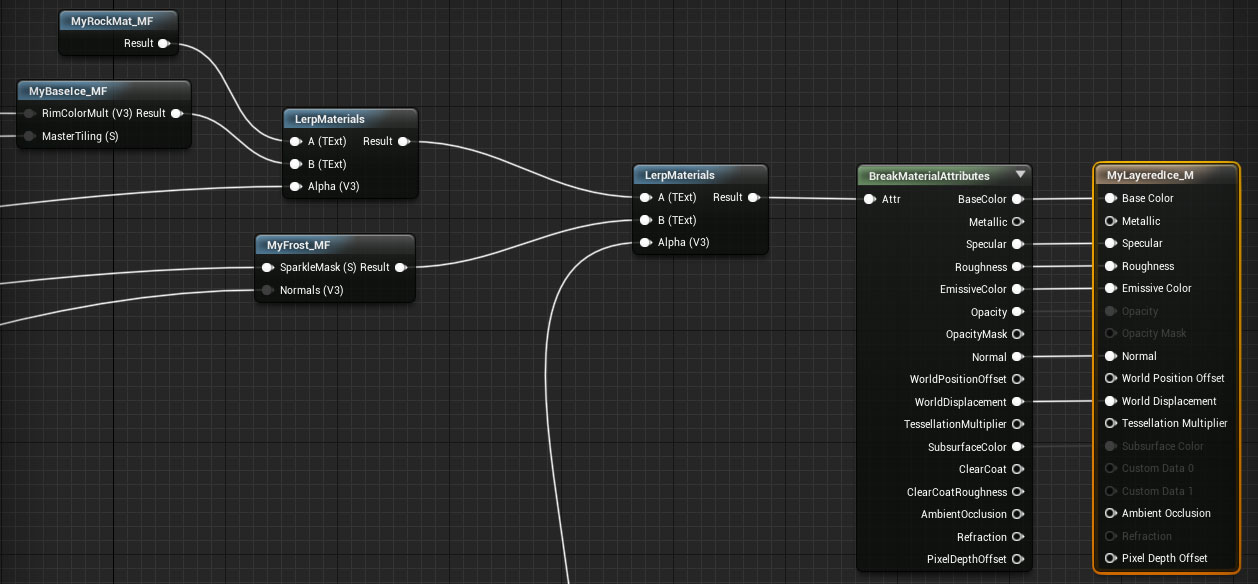 MyRockMat_MF
Result
MyBaseIce_MF
RimColorMult (V3) Result
MasterTiling (S)
LerpMaterials
A (TExt) Result
B (TExt)
Alpha (V3)
MyFrost_MF
SparkleMask (S) Result
Normals (V3)
LerpMaterials
A (TExt) Result
B (TExt)
Alpha (V3)
BreakMaterialAttributes
Attr BaseColor
Metallic
Specular
Roughness
EmissiveColor
Opacity
OpacityMask
Normal
WorldPositionOffset
WorldDisplacement
TessellationMultiplier
SubsurfaceColor
ClearCoat
ClearCoatRoughness
AmbientOcclusion
Refraction
PixelDepthOffset
MyLayeredIce_M
Base Color
Metallic
Specular
Roughness
Emissive Color
Opacity
Opacity Mask
Normal
World Position Offset
World Displacement
Tessellation Multiplier
Subsurface Color
Custom Data 0
Custom Data 1
Ambient Occlusion
Refraction
Pixel Depth Offset